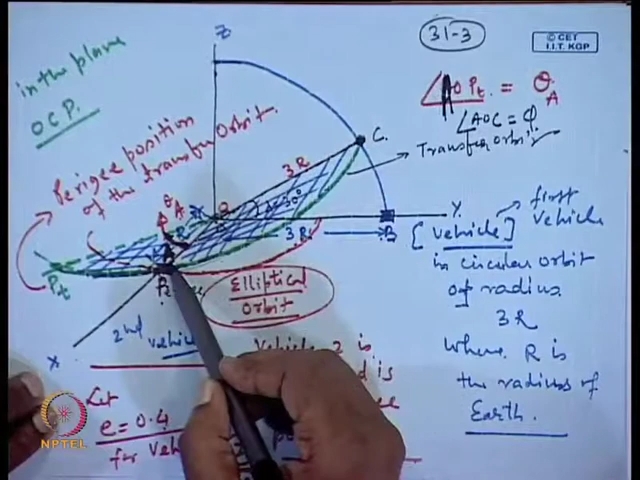 31-3
© CET
I.I.T. KGP
in the plane
OCP.
Z
∠AOPt = θA
∠AOC = φ
Transfer orbit
Perigee position
of the transfer orbit.
C.
3R
θA
O
30°
Y
B
3R
R
A
Pt
X
Elliptical
orbit
2nd vehicle
[vehicle] → first
vehicle
in circular orbit
of radius
3R
Where R is
the radius of
Earth.
Vehicle 2 is
Let
e = 0.4
for
NPTEL